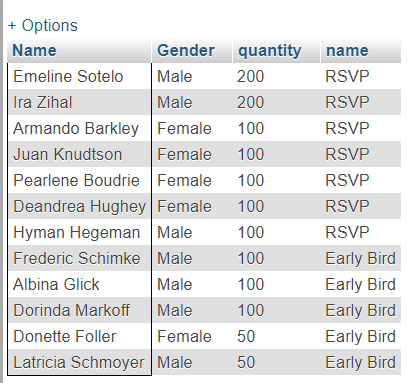 + Options
Name Gender quantity name
Emeline Sotelo Male 200 RSVP
Ira Zihal Male 200 RSVP
Armando Barkley Female 100 RSVP
Juan Knudtson Female 100 RSVP
Pearlene Boudrie Female 100 RSVP
Deandrea Hughey Female 100 RSVP
Hyman Hegeman Male 100 RSVP
Frederic Schimke Male 100 Early Bird
Albina Glick Male 100 Early Bird
Dorinda Markoff Male 100 Early Bird
Donette Foller Female 50 Early Bird
Latricia Schmoyer Male 50 Early Bird